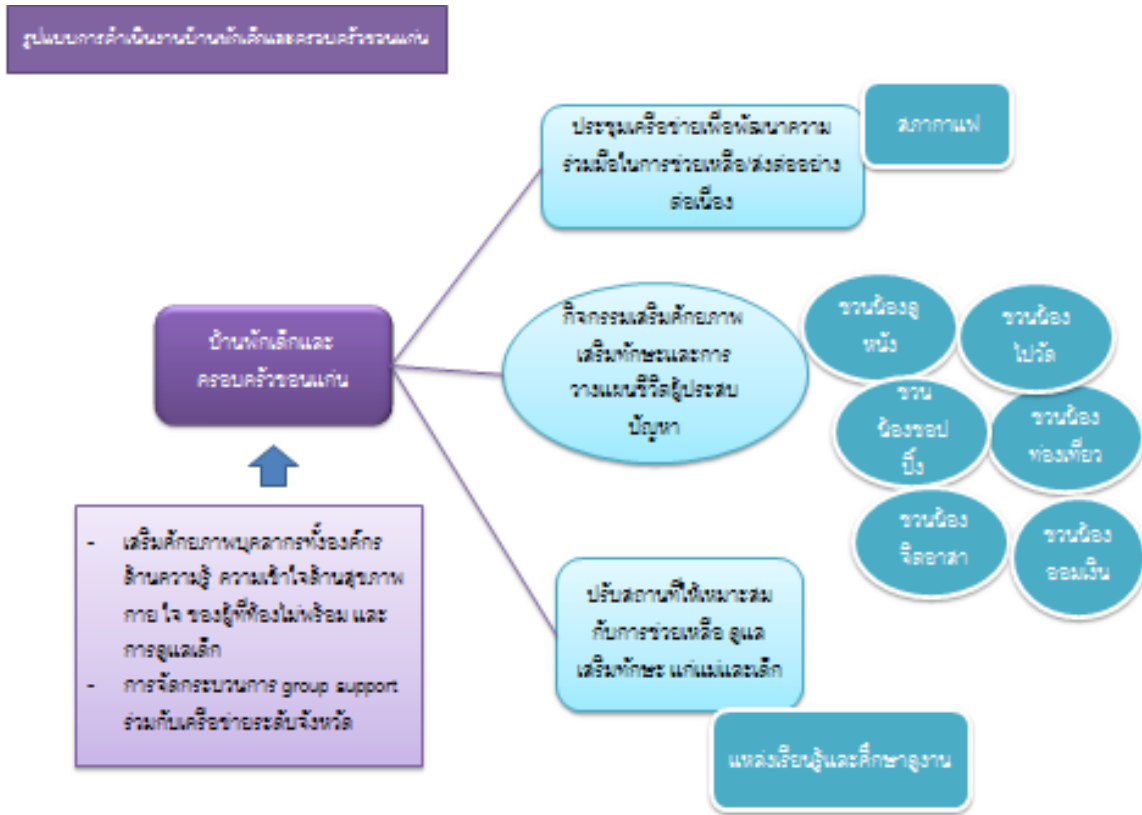 รูปแบบการดำเนินงานบ้านพักเด็กและครอบครัวขอนแก่น
ประชุมเครือข่ายเพื่อพัฒนาความ
ร่วมมือในการช่วยเหลือ/ส่งต่ออย่าง
ต่อเนื่อง
สภากาแฟ
บ้านพักเด็กและ
ครอบครัวขอนแก่น
กิจกรรมเสริมศักยภาพ
เสริมทักษะและการ
วางแผนชีวิตผู้ประสบ
ปัญหา
ชวนน้องดู
หนัง
ชวนน้อง
ไปวัด
ชวน
น้องชอป
ปิ้ง
ชวนน้อง
ท่องเที่ยว
ชวนน้อง
จิตอาสา
ชวนน้อง
ออมเงิน
- เสริมศักยภาพบุคลากรทั้งองค์กร
ด้านความรู้ ความเข้าใจด้านสุขภาพ
กาย ใจ ของผู้ที่ท้องไม่พร้อม และ
การดูแลเด็ก
- การจัดกระบวนการ group support
ร่วมกับเครือข่ายระดับจังหวัด
ปรับสถานที่ให้เหมาะสม
กับการช่วยเหลือ ดูแล
เสริมทักษะ แก่แม่และเด็ก
แหล่งเรียนรู้และศึกษาดูงาน